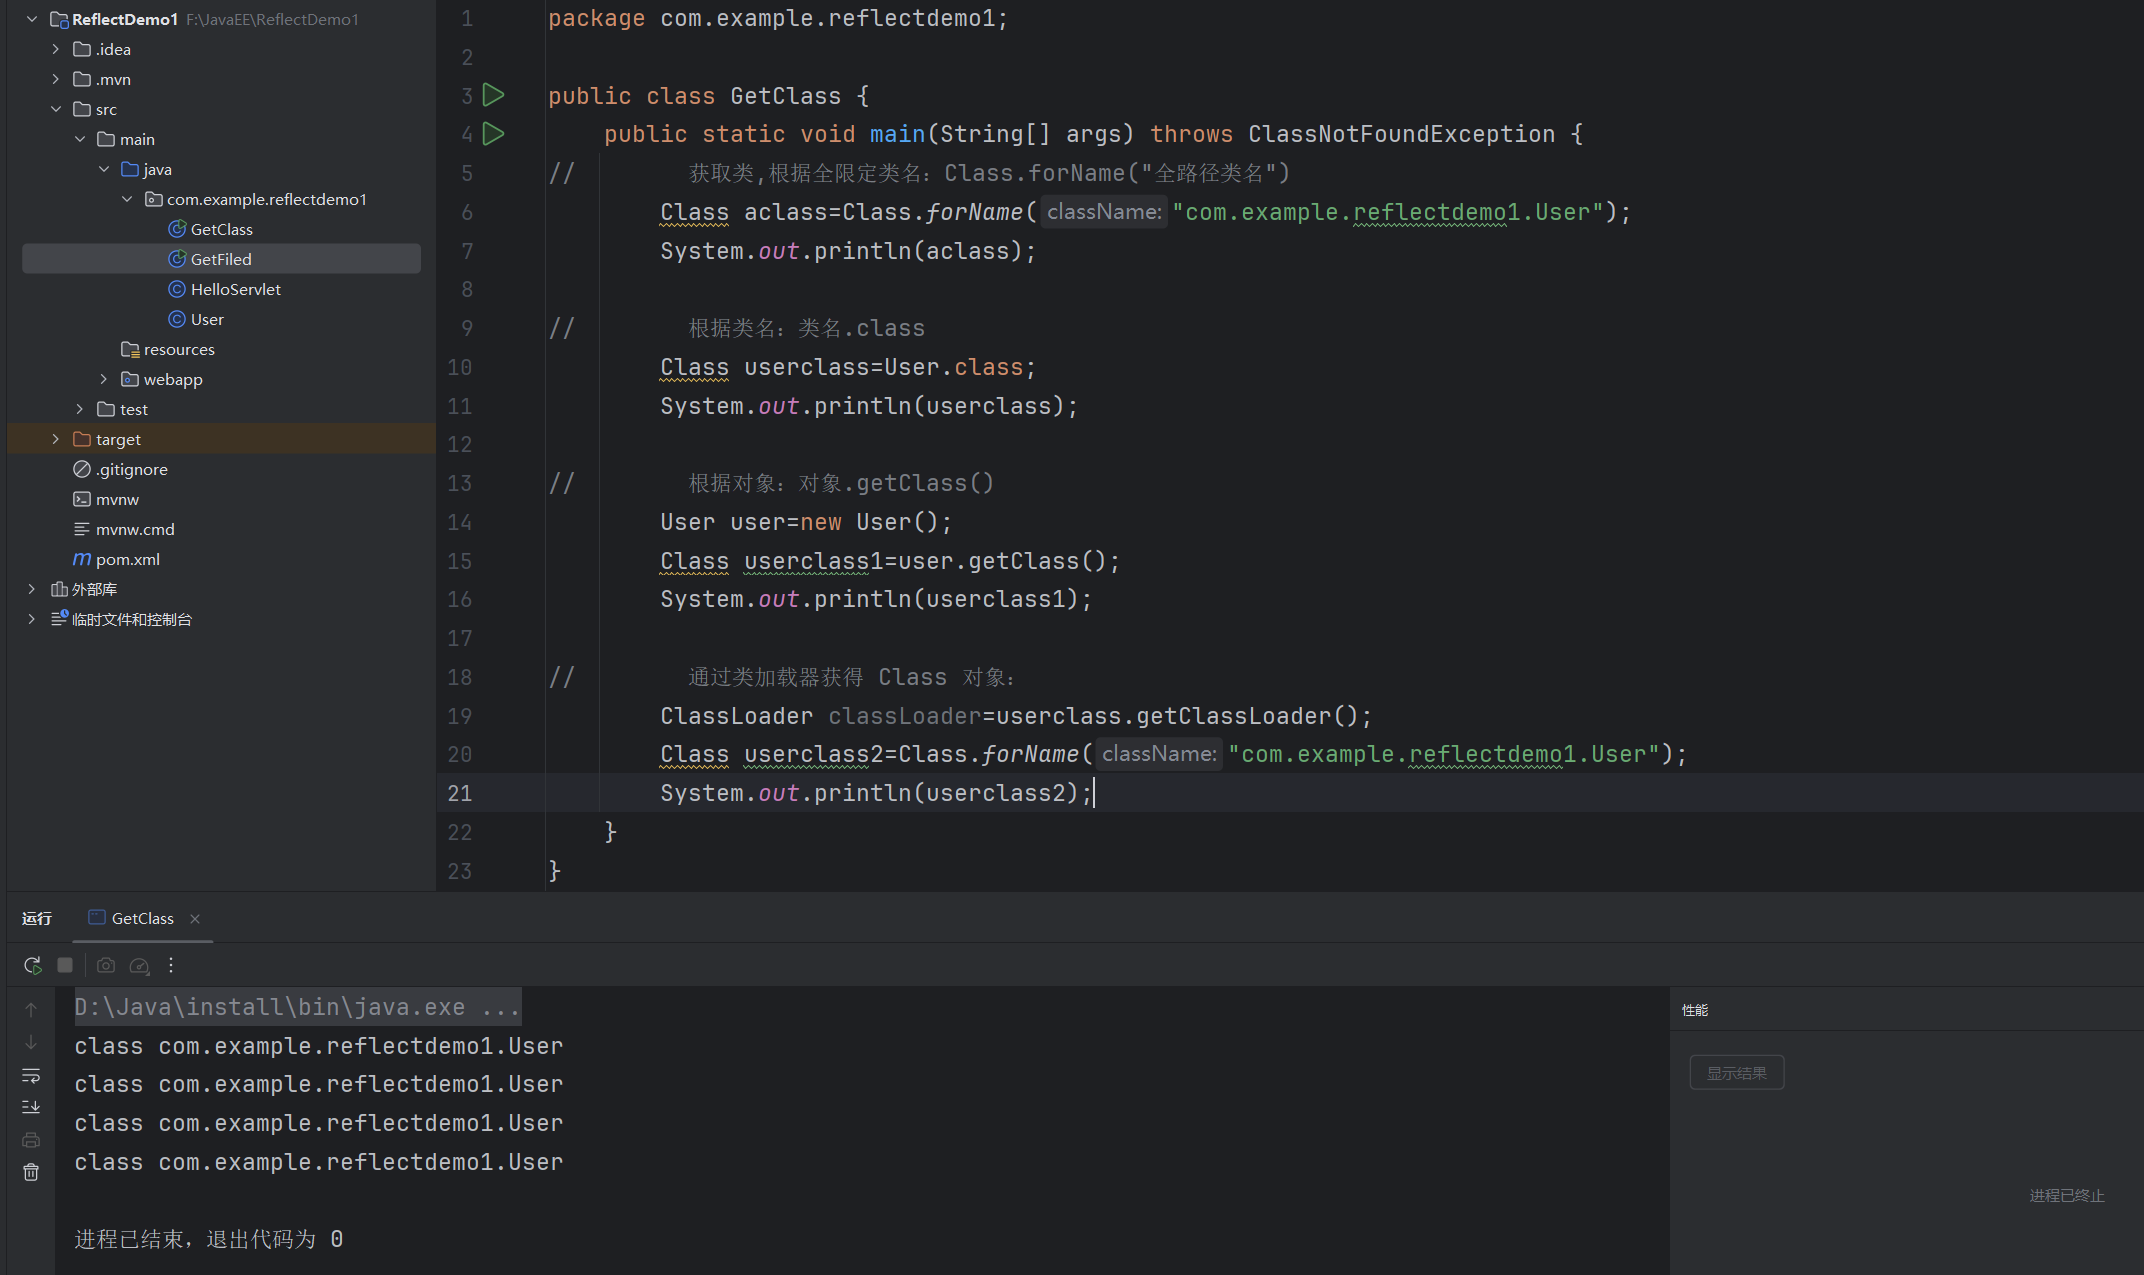 ReflectDemo1 F:\JavaEE\ReflectDemo1
.idea
.mvn
src
main
java
com.example.reflectdemo1
GetClass
GetFiled
HelloServlet
User
resources
webapp
test
target
.gitignore
mvnw
mvnw.cmd
pom.xml
外部库
临时文件和控制台
1 package com.example.reflectdemo1;
2
3 public class GetClass {
4 public static void main(String[] args) throws ClassNotFoundException {
5 // 获取类,根据全限定类名：Class.forName("全路径类名")
6 Class aclass=Class.forName( className: "com.example.reflectdemo1.User");
7 System.out.println(aclass);
8
9 // 根据类名：类名.class
10 Class userclass=User.class;
11 System.out.println(userclass);
12
13 // 根据对象：对象.getClass()
14 User user=new User();
15 Class userclass1=user.getClass();
16 System.out.println(userclass1);
17
18 // 通过类加载器获得 Class 对象：
19 ClassLoader classLoader=userclass.getClassLoader();
20 Class userclass2=Class.forName( className: "com.example.reflectdemo1.User");
21 System.out.println(userclass2);
22 }
23 }
运行 GetClass
D:\Java\install\bin\java.exe ...
class com.example.reflectdemo1.User
class com.example.reflectdemo1.User
class com.example.reflectdemo1.User
class com.example.reflectdemo1.User
进程已结束，退出代码为 0
性能
显示结果
进程已终止